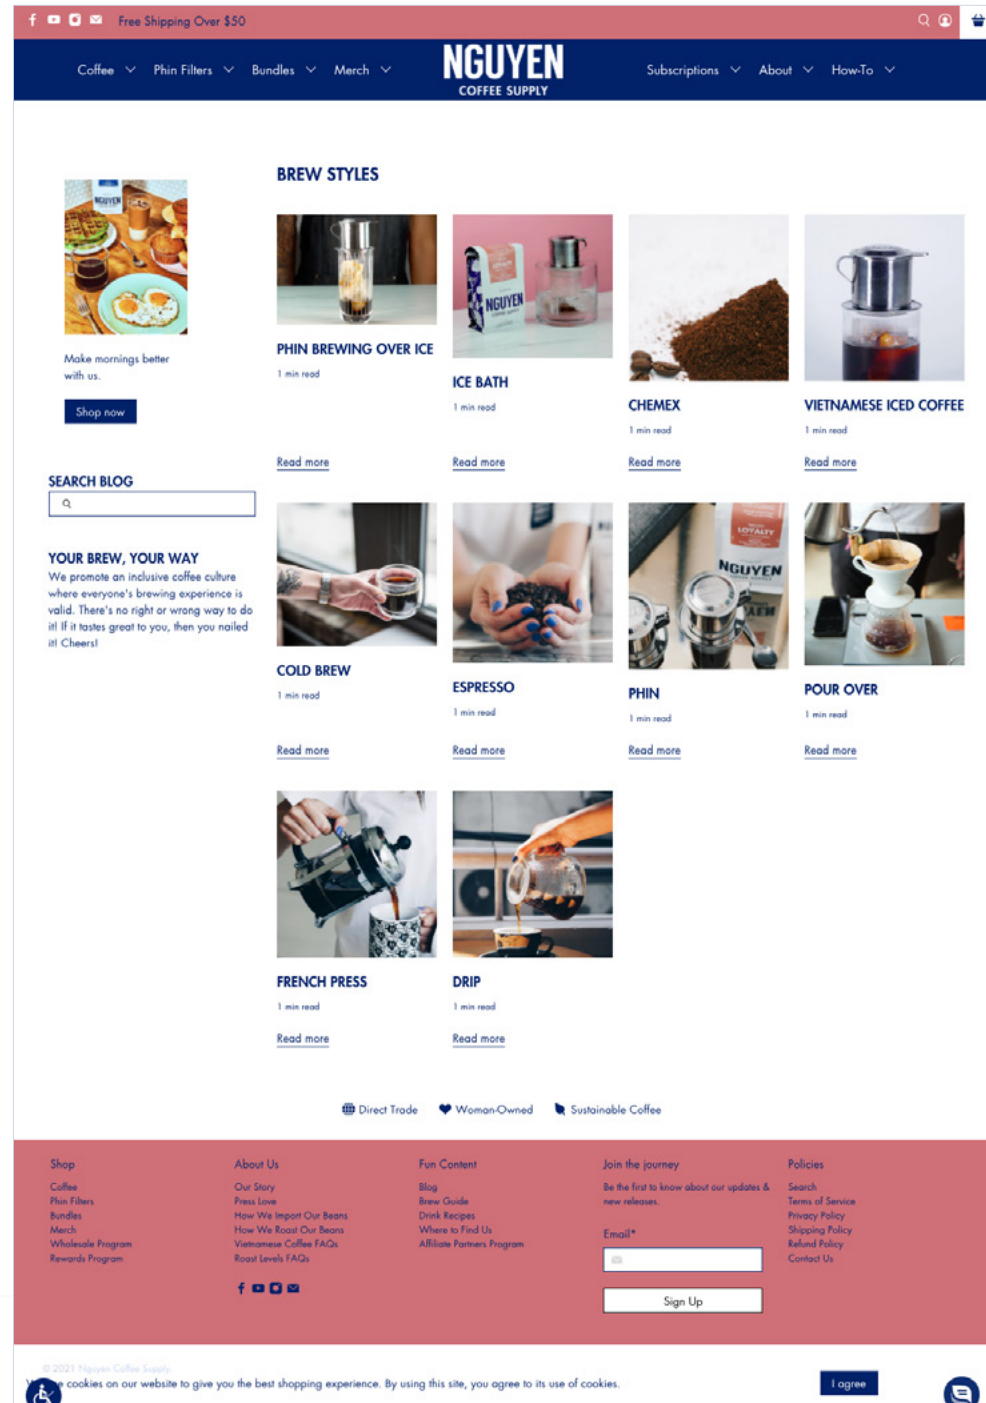 Free Shipping Over $50
Coffee Phin Filters Bundles Merch
NGUYEN
COFFEE SUPPLY
Subscriptions About How-To
Make mornings better
with us.
Shop now
SEARCH BLOG
YOUR BREW, YOUR WAY
We promote an inclusive coffee culture
where everyone's brewing experience is
valid. There's no right or wrong way to do
it! If it tastes great to you, then you nailed
it! Cheers!
BREW STYLES
PHIN BREWING OVER ICE
1 min read
Read more
NGUYEN
ICE BATH
1 min read
Read more
CHEMEX
1 min read
Read more
VIETNAMESE ICED COFFEE
1 min read
Read more
COLD BREW
1 min read
Read more
ESPRESSO
1 min read
Read more
LOYALTY
NGUYEN
PHIN
1 min read
Read more
POUR OVER
1 min read
Read more
FRENCH PRESS
1 min read
Read more
DRIP
1 min read
Read more
Direct Trade Woman-Owned Sustainable Coffee
Shop
Coffee
Phin Filters
Bundles
Merch
Wholesale Program
Rewards Program
About Us
Our Story
Press Love
How We Import Our Beans
How We Roast Our Beans
Vietnamese Coffee FAQs
Roast Levels FAQs
Fun Content
Blog
Brew Guide
Drink Recipes
Where to Find Us
Affiliate Partners Program
Join the journey
Be the first to know about our updates &
new releases.
Email*
Sign Up
Policies
Search
Terms of Service
Privacy Policy
Shipping Policy
Refund Policy
Contact Us
© 2021 Nguyen Coffee Supply.
cookies on our website to give you the best shopping experience. By using this site, you agree to its use of cookies.
I agree